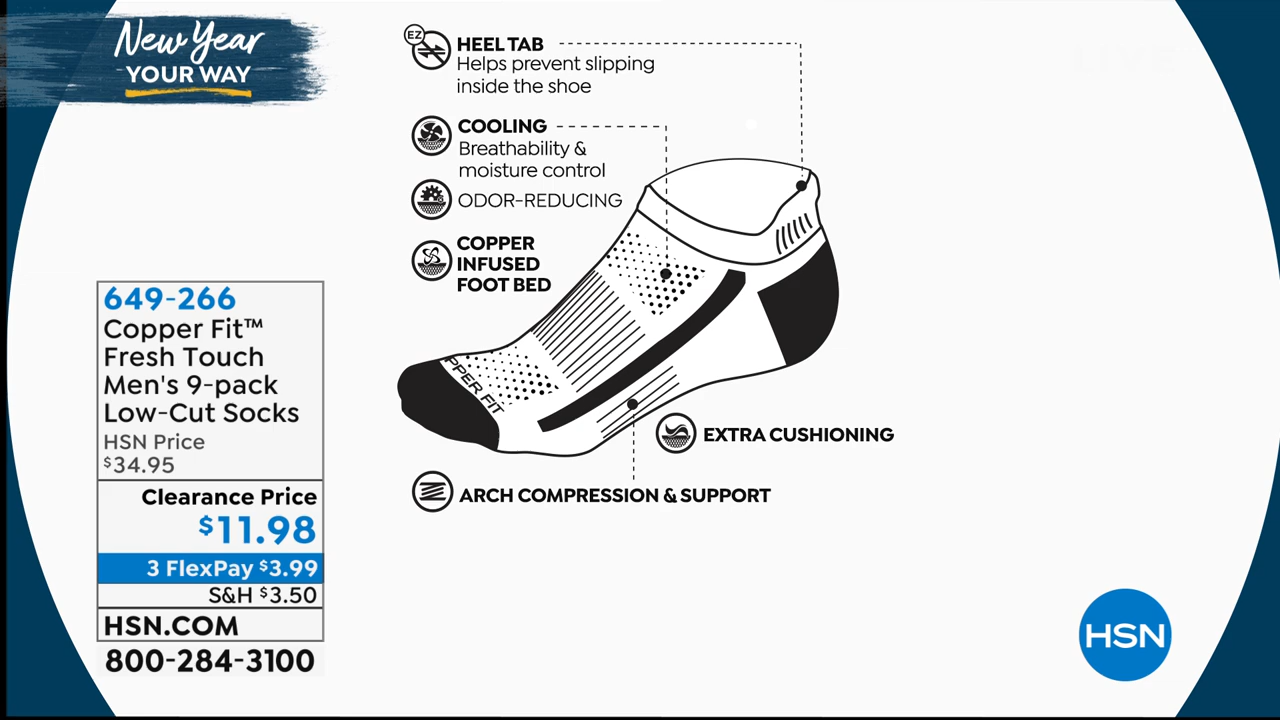 New Year
YOUR WAY
EZ
HEEL TAB
Helps prevent slipping
inside the shoe
COOLING
Breathability &
moisture control
ODOR-REDUCING
COPPER
INFUSED
FOOT BED
PPER FIT
EXTRA CUSHIONING
ARCH COMPRESSION & SUPPORT
649-266
Copper Fit™
Fresh Touch
Men's 9-pack
Low-Cut Socks
HSN Price
$34.95
Clearance Price
$11.98
3 FlexPay $3.99
S&H $3.50
HSN.COM
800-284-3100
LIVE
HSN